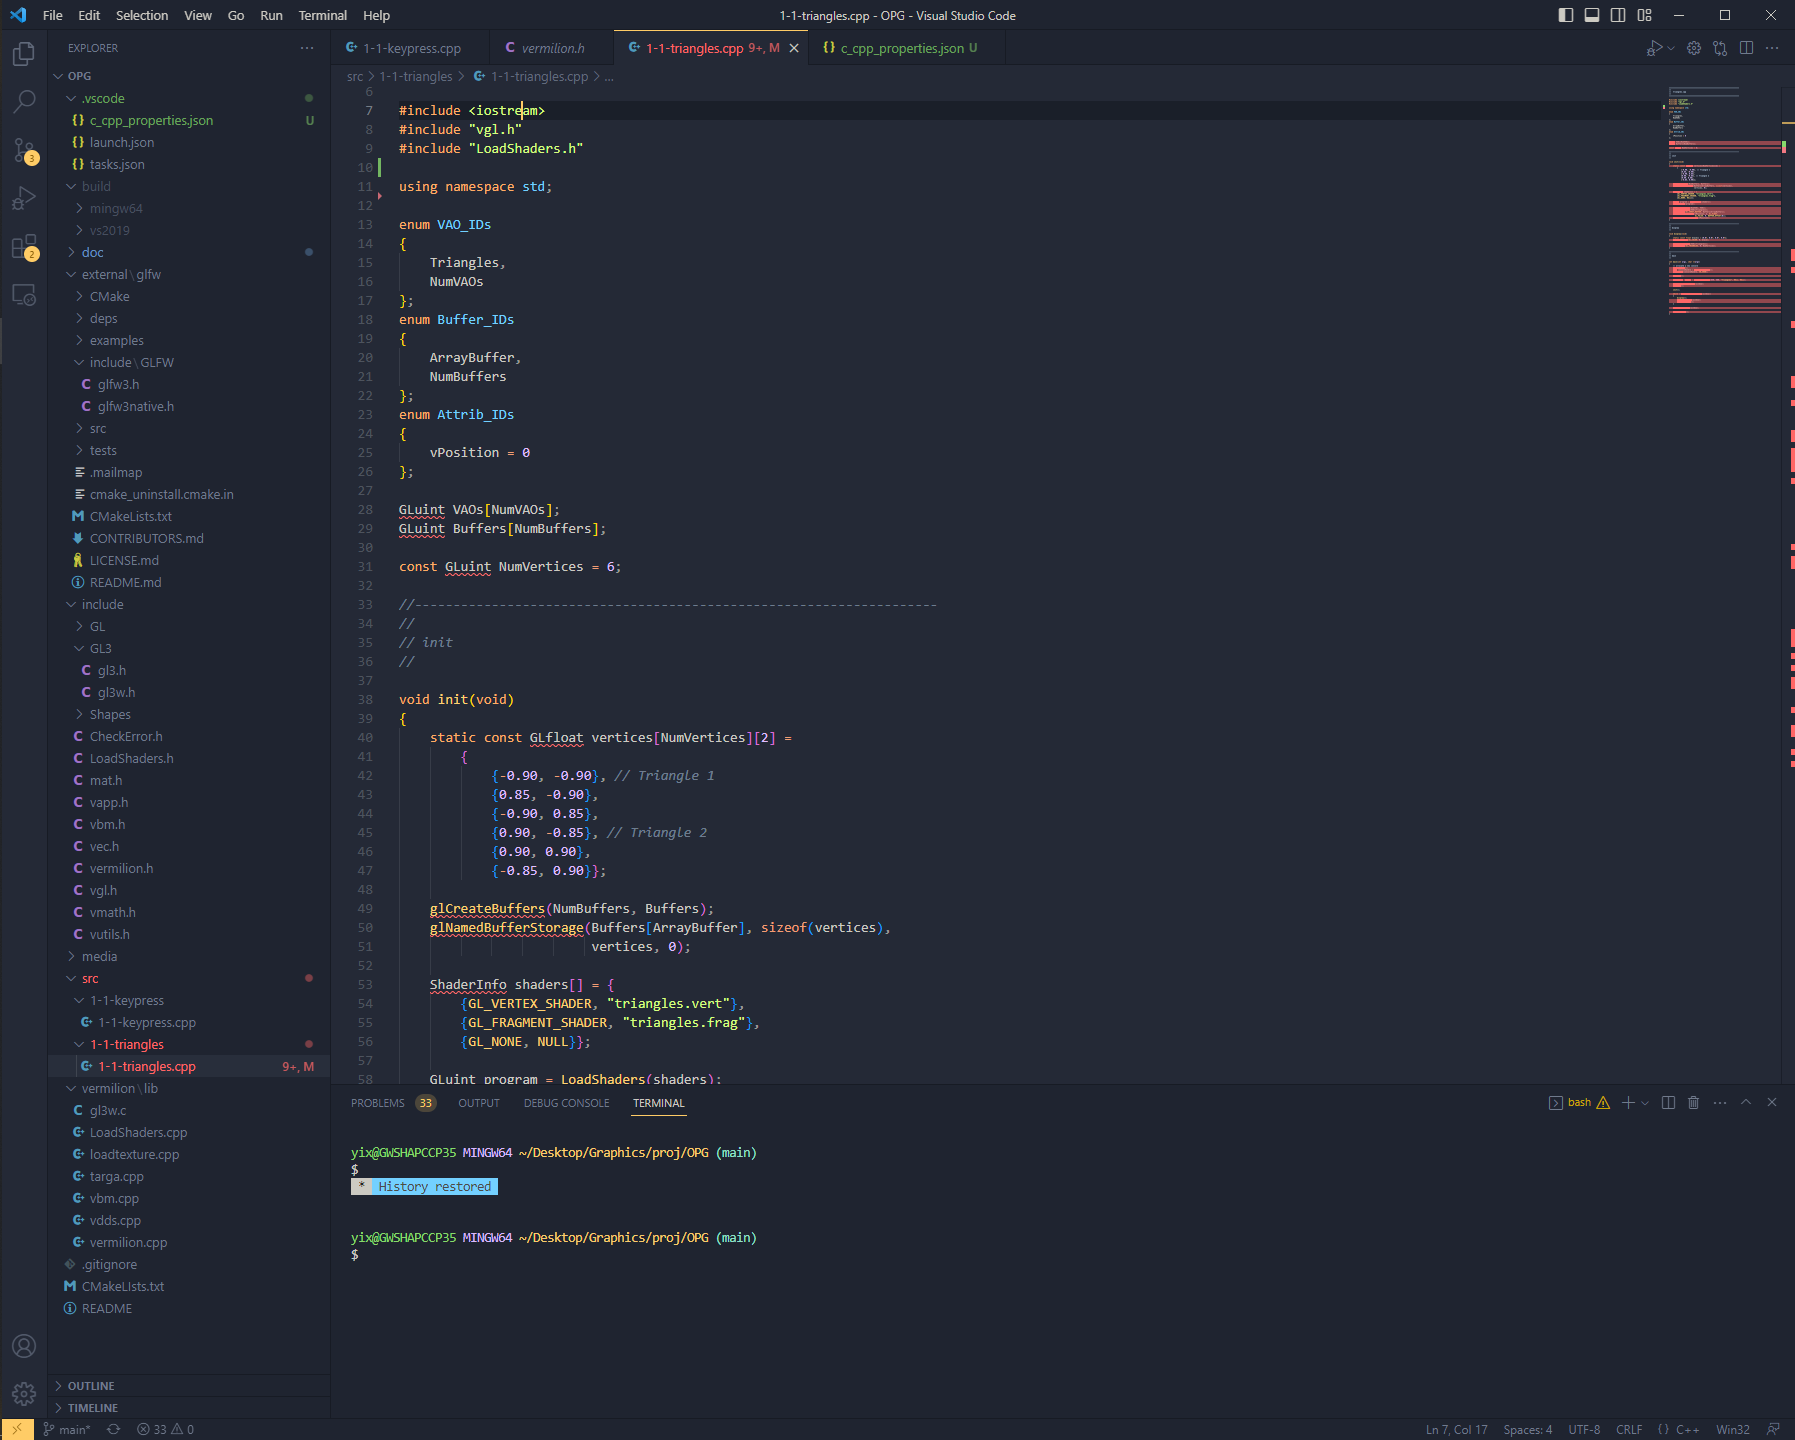 File Edit Selection View Go Run Terminal Help
1-1-triangles.cpp - OPG - Visual Studio Code
EXPLORER
OPG
.vscode
c_cpp_properties.json U
launch.json
tasks.json
build
mingw64
vs2019
doc
external \ glfw
CMake
deps
examples
include \ GLFW
glfw3.h
glfw3native.h
src
tests
.mailmap
cmake_uninstall.cmake.in
CMakeLists.txt
CONTRIBUTORS.md
LICENSE.md
README.md
include
GL
GL3
gl3.h
gl3w.h
Shapes
CheckError.h
LoadShaders.h
mat.h
vapp.h
vbm.h
vec.h
vermilion.h
vgl.h
vmath.h
vutils.h
media
src
1-1-keypress
1-1-keypress.cpp
1-1-triangles
1-1-triangles.cpp 9+, M
vermilion \ lib
gl3w.c
LoadShaders.cpp
loadtexture.cpp
targa.cpp
vbm.cpp
vdds.cpp
vermilion.cpp
.gitignore
CMakeLists.txt
README
OUTLINE
TIMELINE
3
2
1-1-keypress.cpp vermilion.h 1-1-triangles.cpp 9+, M c_cpp_properties.json U
src > 1-1-triangles > 1-1-triangles.cpp > ...
6
7 #include <iostream>
8 #include "vgl.h"
9 #include "LoadShaders.h"
10
11 using namespace std;
12
13 enum VAO_IDs
14 {
15 Triangles,
16 NumVAOs
17 };
18 enum Buffer_IDs
19 {
20 ArrayBuffer,
21 NumBuffers
22 };
23 enum Attrib_IDs
24 {
25 vPosition = 0
26 };
27
28 GLuint VAOs[NumVAOs];
29 GLuint Buffers[NumBuffers];
30
31 const GLuint NumVertices = 6;
32
33 //--------------------------------------------------------------------
34 //
35 // init
36 //
37
38 void init(void)
39 {
40 static const GLfloat vertices[NumVertices][2] =
41 {
42 {-0.90, -0.90}, // Triangle 1
43 {0.85, -0.90},
44 {-0.90, 0.85},
45 {0.90, -0.85}, // Triangle 2
46 {0.90, 0.90},
47 {-0.85, 0.90}};
48
49 glCreateBuffers(NumBuffers, Buffers);
50 glNamedBufferStorage(Buffers[ArrayBuffer], sizeof(vertices),
51 vertices, 0);
52
53 ShaderInfo shaders[] = {
54 {GL_VERTEX_SHADER, "triangles.vert"},
55 {GL_FRAGMENT_SHADER, "triangles.frag"},
56 {GL_NONE, NULL}};
57
58 GLuint program = LoadShaders(shaders);
PROBLEMS 33 OUTPUT DEBUG CONSOLE TERMINAL
bash
yix@GWSHAPCCP35 MINGW64 ~/Desktop/Graphics/proj/OPG (main)
$
* History restored
yix@GWSHAPCCP35 MINGW64 ~/Desktop/Graphics/proj/OPG (main)
$
main* 33 0
Ln 7, Col 17 Spaces: 4 UTF-8 CRLF {} C++ Win32